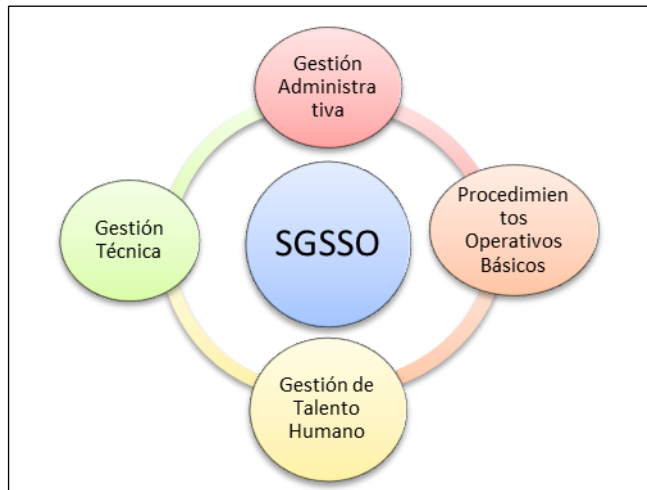 Gestión
Administra
tiva
Procedimien
tos
Operativos
Básicos
Gestión
Técnica
SGSSO
Gestión de
Talento
Humano